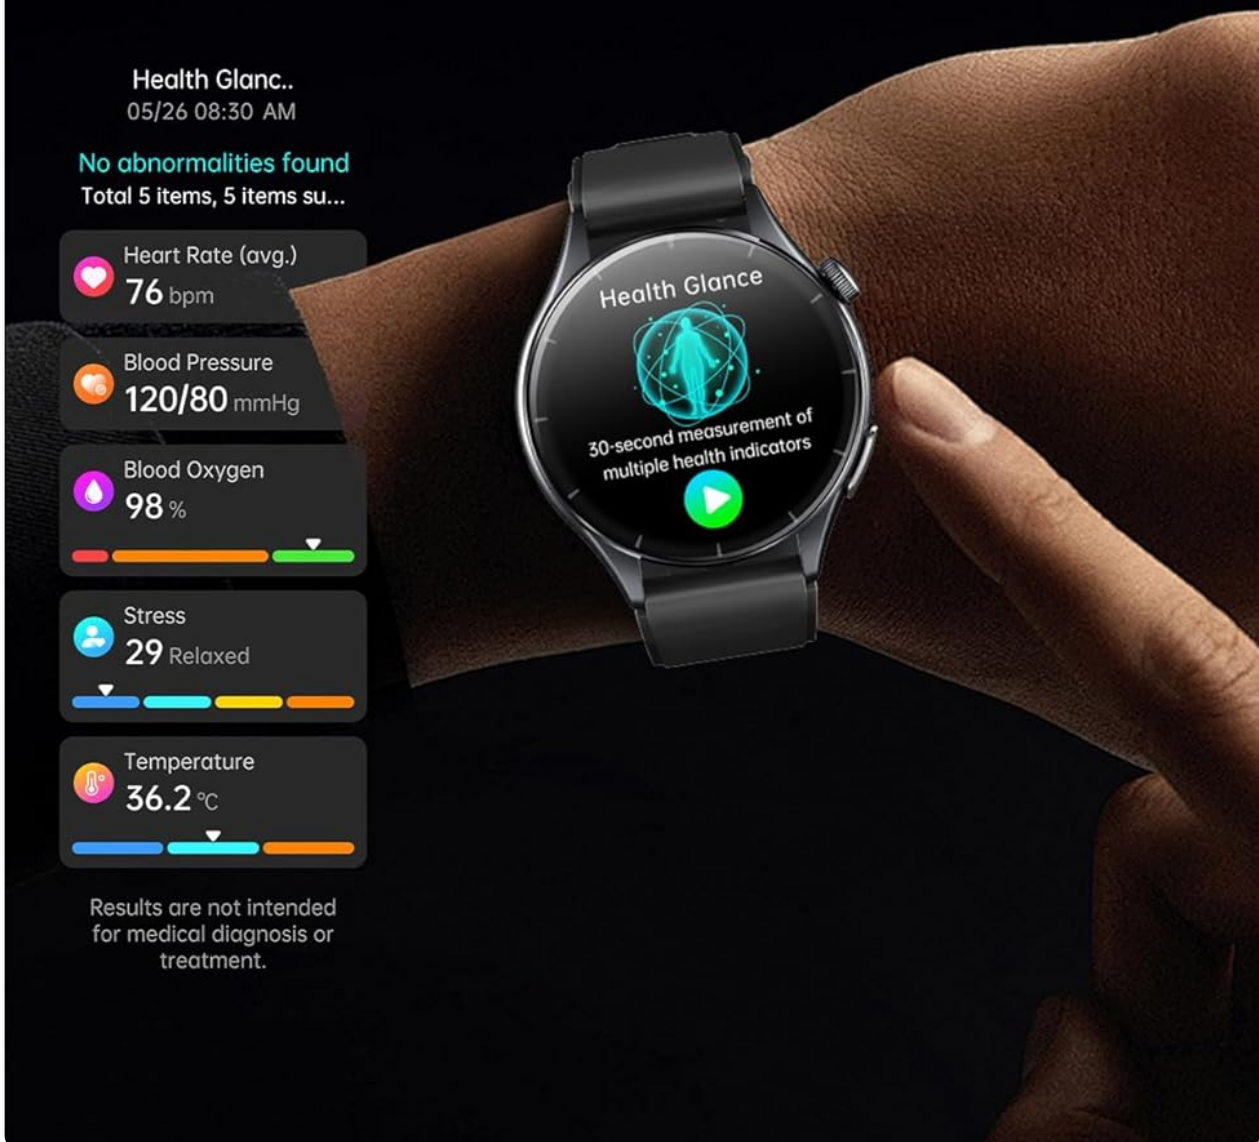 Health Glanc..
05/26 08:30 AM
No abnormalities found
Total 5 items, 5 items su...
Heart Rate (avg.)
76 bpm
Blood Pressure
120/80 mmHg
Blood Oxygen
98 %
Stress
29 Relaxed
Temperature
36.2 °C
Results are not intended
for medical diagnosis or
treatment.
Health Glance
30-second measurement of
multiple health indicators